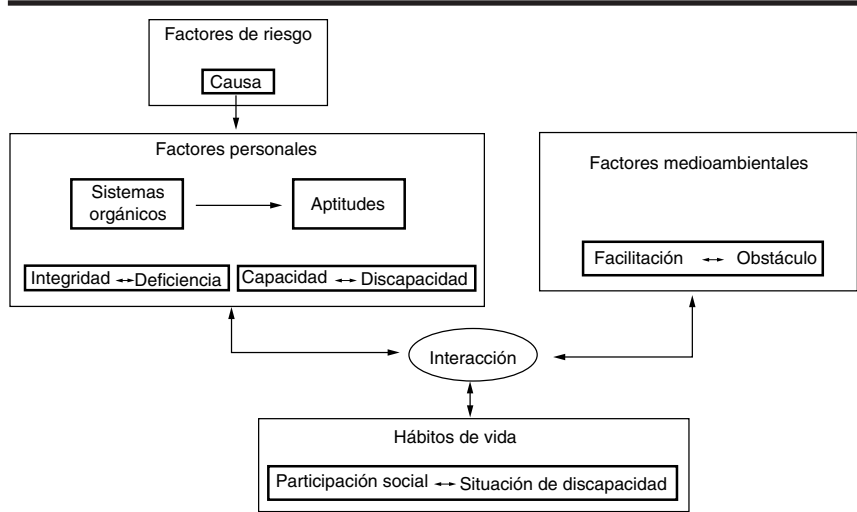 Factores de riesgo
Causa
Factores personales
Sistemas
orgánicos
Aptitudes
Integridad ↔ Deficiencia
Capacidad ↔ Discapacidad
Factores medioambientales
Facilitación ↔ Obstáculo
Interacción
Hábitos de vida
Participación social ↔ Situación de discapacidad